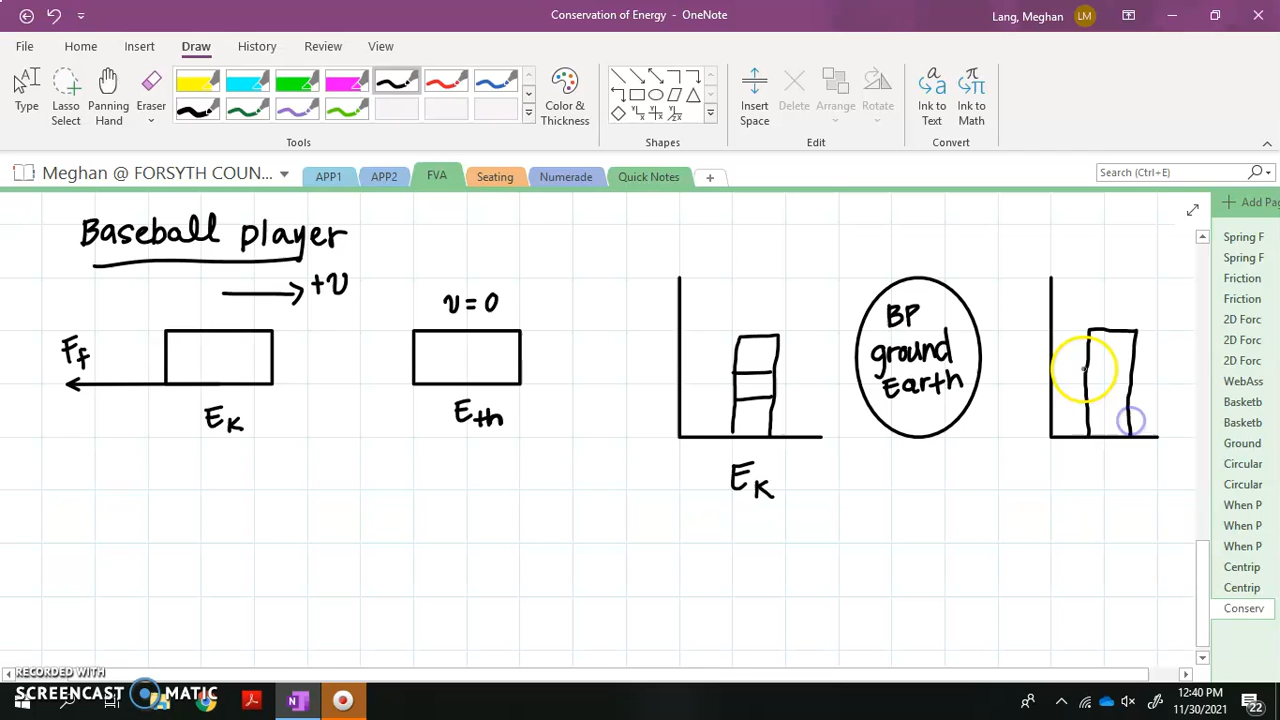 Conservation of Energy - OneNote
Lang, Meghan
LM
File
Home
Insert
Draw
History
Review
View
Type
Lasso Select
Panning Hand
Eraser
Color & Thickness
Insert Space
Delete
Arrange
Rotate
Ink to Text
Ink to Math
Tools
Shapes
Edit
Convert
Meghan @ FORSYTH COUN...
APP1
APP2
FVA
Seating
Numerade
Quick Notes
Search (Ctrl+E)
Add Pag
Spring F
Spring F
Friction
Friction
2D Forc
2D Forc
2D Forc
WebAss
Basketb
Basketb
Ground
Circular
Circular
When P
When P
When P
Centrip
Centrip
Conserv
Baseball player
+v
v = 0
Ff
EK
Eth
EK
BP
ground
Earth
RECORDED WITH
SCREENCAST MATIC
12:40 PM
11/30/2021
22